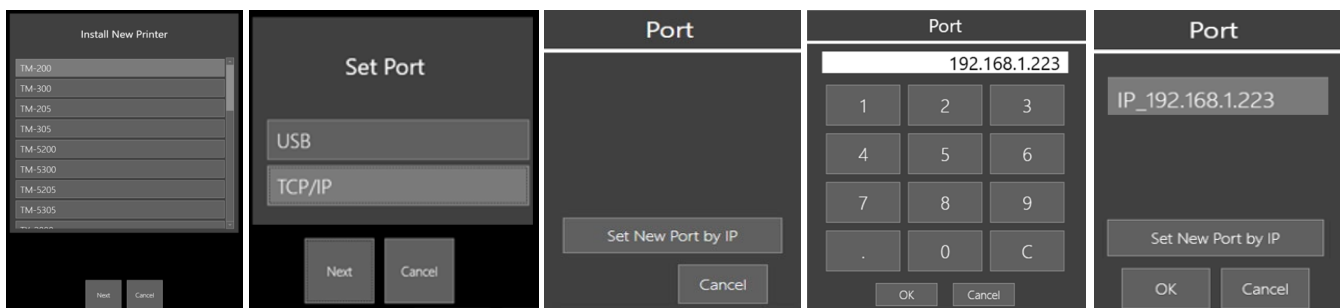 Install New Printer
TM-200
TM-300
TM-205
TM-305
TM-5200
TM-5300
TM-5205
TM-5305
Next Cancel
Set Port
USB
TCP/IP
Next Cancel
Port
Set New Port by IP
Cancel
Port
192.168.1.223
1 2 3
4 5 6
7 8 9
. 0 C
OK Cancel
Port
IP_192.168.1.223
Set New Port by IP
OK Cancel